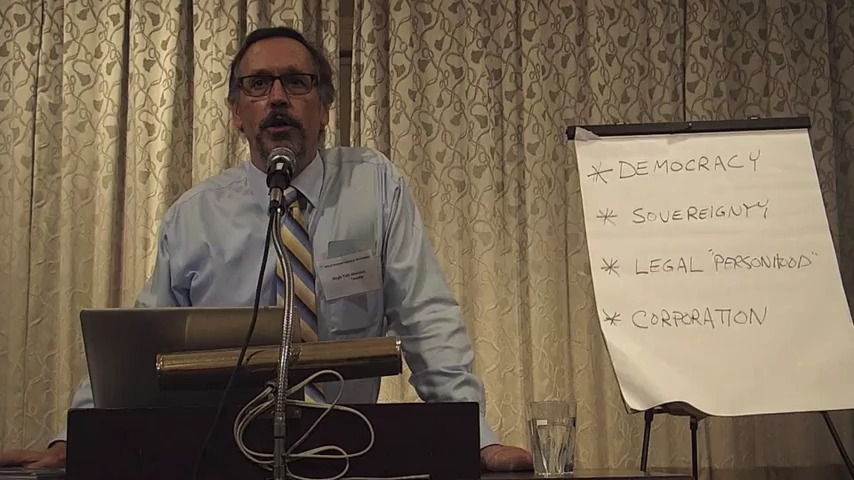 * DEMOCRACY
* SOVEREIGNTY
* LEGAL "PERSONHOOD"
* CORPORATION